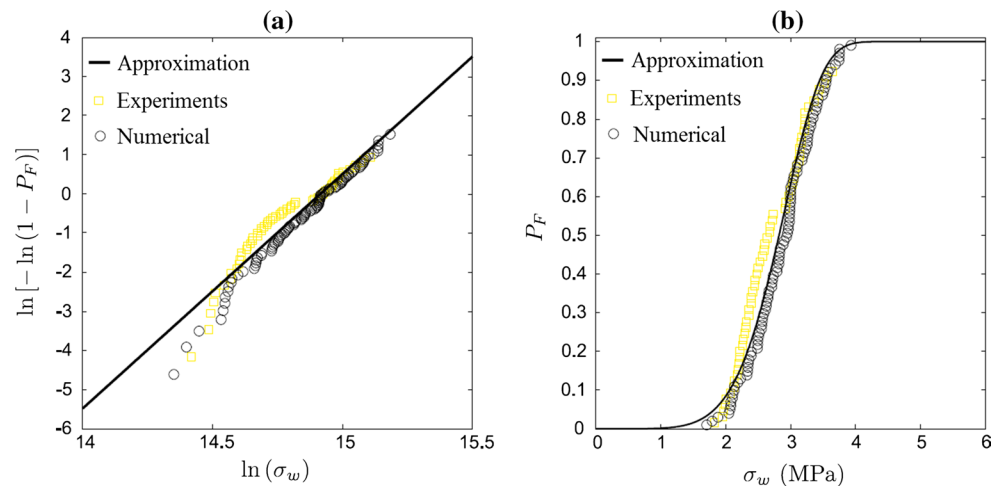 (a)
4
3
2
1
0
-1
-2
-3
-4
-5
-6
ln [− ln (1 − P_F)]
Approximation
Experiments
Numerical
14
14.5
15
15.5
ln (σ_w)
(b)
1
0.9
0.8
0.7
0.6
0.5
0.4
0.3
0.2
0.1
0
P_F
Approximation
Experiments
Numerical
0
1
2
3
4
5
6
σ_w (MPa)